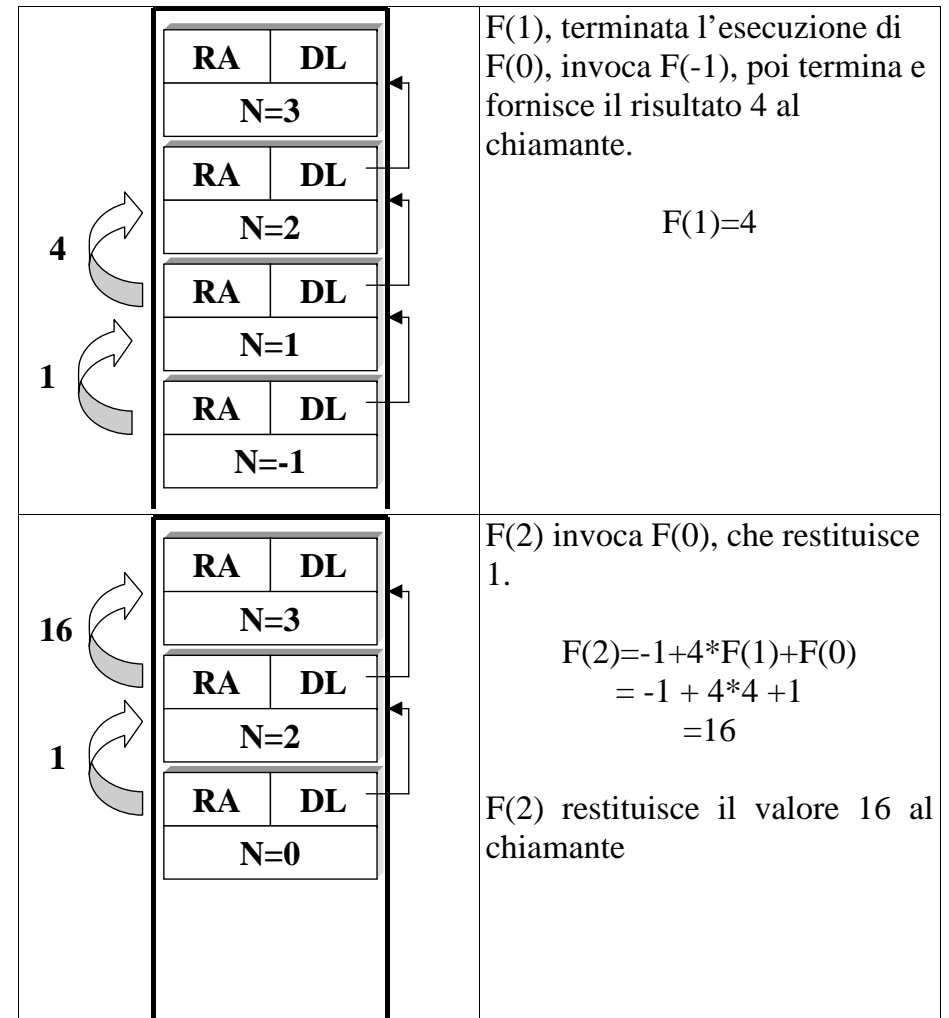 RA DL
N=3
RA DL
N=2
4
RA DL
N=1
1
RA DL
N=-1
F(1), terminata l’esecuzione di
F(0), invoca F(-1), poi termina e
fornisce il risultato 4 al
chiamante.
F(1)=4
RA DL
N=3
16
RA DL
N=2
1
RA DL
N=0
F(2) invoca F(0), che restituisce
1.
F(2)=-1+4*F(1)+F(0)
= -1 + 4*4 +1
=16
F(2) restituisce il valore 16 al
chiamante